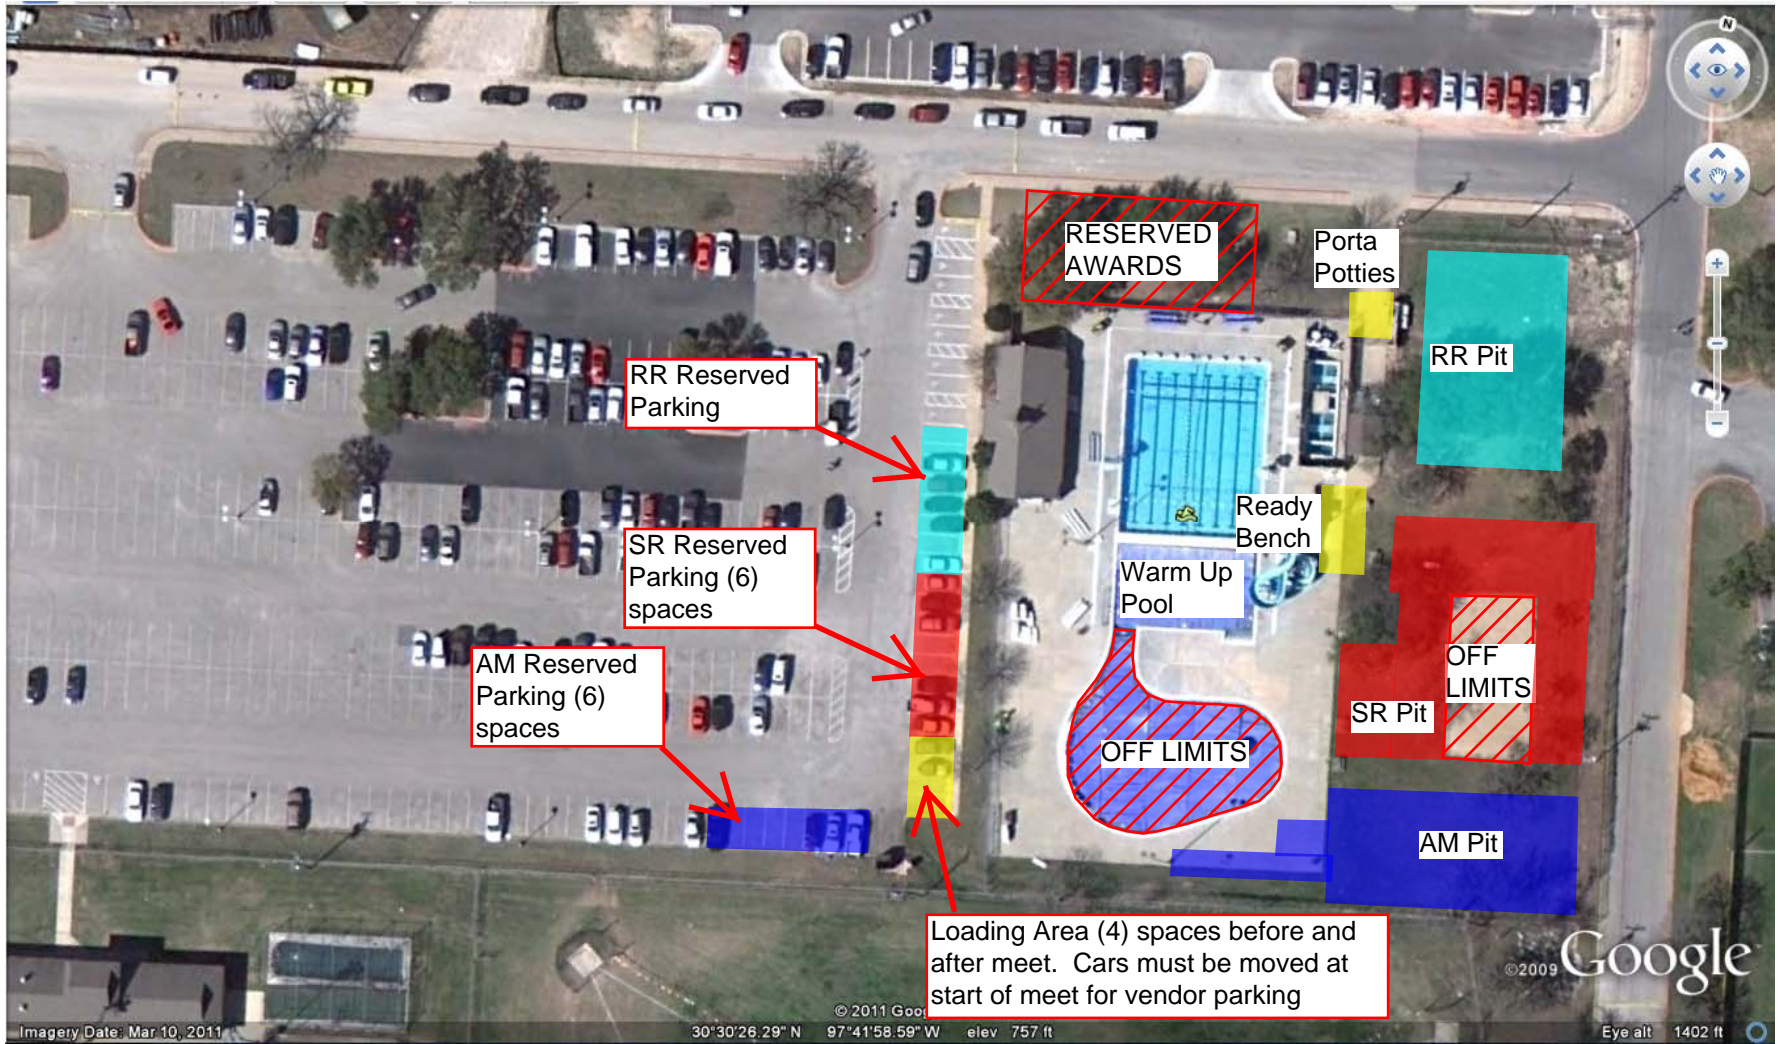 N
RESERVED
AWARDS
Porta
Potties
RR Pit
RR Reserved
Parking
Ready
Bench
SR Reserved
Parking (6)
spaces
Warm Up
Pool
AM Reserved
Parking (6)
spaces
OFF
LIMITS
SR Pit
OFF LIMITS
AM Pit
Loading Area (4) spaces before and
after meet.  Cars must be moved at
start of meet for vendor parking
©2009 Google
© 2011 Goo
Imagery Date: Mar 10, 2011
30°30'26.29" N 97°41'58.59" W elev 757 ft
Eye alt 1402 ft